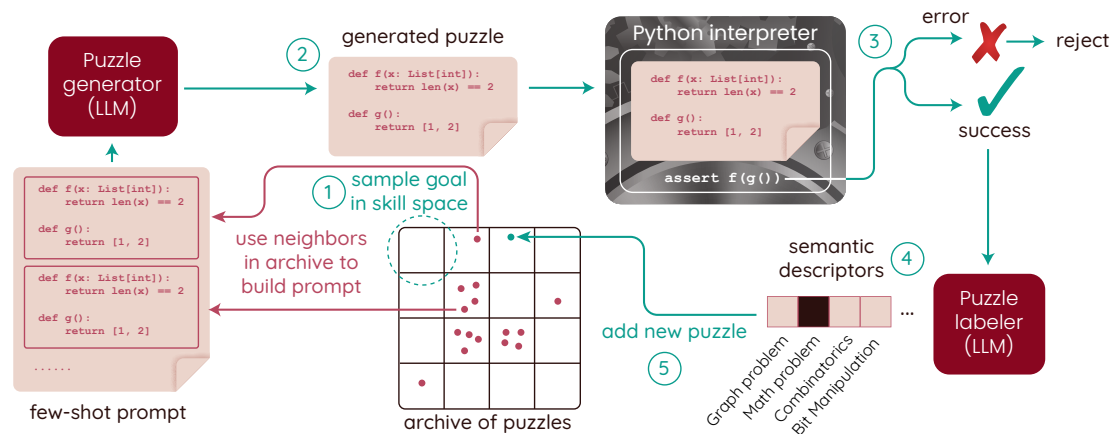 Puzzle
generator
(LLM)
2
generated puzzle
def f(x: List[int]):
return len(x) == 2
def g():
return [1, 2]
Python interpreter
def f(x: List[int]):
return len(x) == 2
def g():
return [1, 2]
assert f(g())
3
error
reject
success
def f(x: List[int]):
return len(x) == 2
def g():
return [1, 2]
def f(x: List[int]):
return len(x) == 2
def g():
return [1, 2]
......
few-shot prompt
1
sample goal
in skill space
use neighbors
in archive to
build prompt
archive of puzzles
add new puzzle
5
semantic
descriptors
4
...
Graph problem
Math problem
Combinatorics
Bit Manipulation
Puzzle
labeler
(LLM)